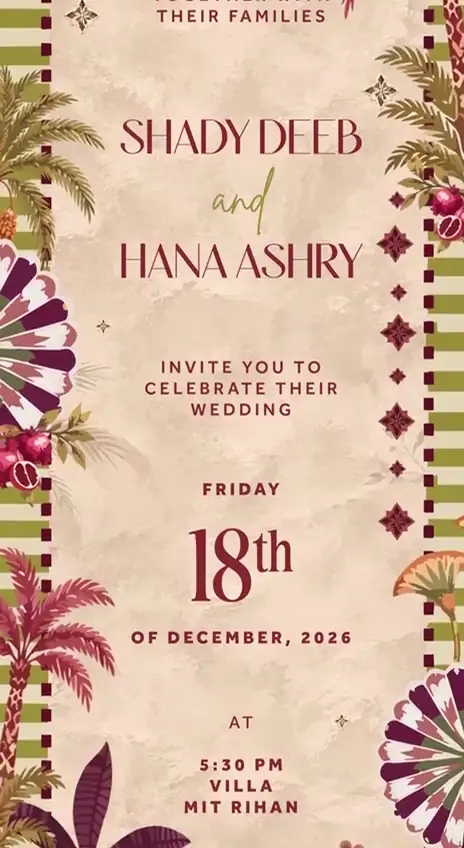 THEIR FAMILIES
SHADY DEEB
and
HANA ASHRY
INVITE YOU TO
CELEBRATE THEIR
WEDDING
FRIDAY
18th
OF DECEMBER, 2026
AT
5:30 PM
VILLA
MIT RIHAN